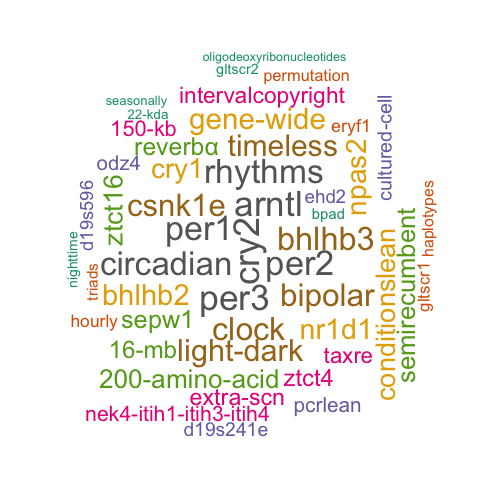 oligodeoxyribonucleotides
gltscr2
permutation
seasonally
intervalcopyright
22-kda
gene-wide
cultured-cell
150-kb
eryf1
reverbα
timeless
npas2
odz4
cry1
rhythms
ztct16
csnk1e
arntl
ehd2
haplotypes
d19s596
bpad
per1
cry2
bhlhb3
semirecumbent
nighttime
circadian
per2
conditionslean
gltscr1
triads
bhlhb2
per3
bipolar
hourly
sepw1
clock
nr1d1
16-mb
light-dark
taxre
200-amino-acid
ztct4
extra-scn
pcrlean
nek4-itih1-itih3-itih4
d19s241e